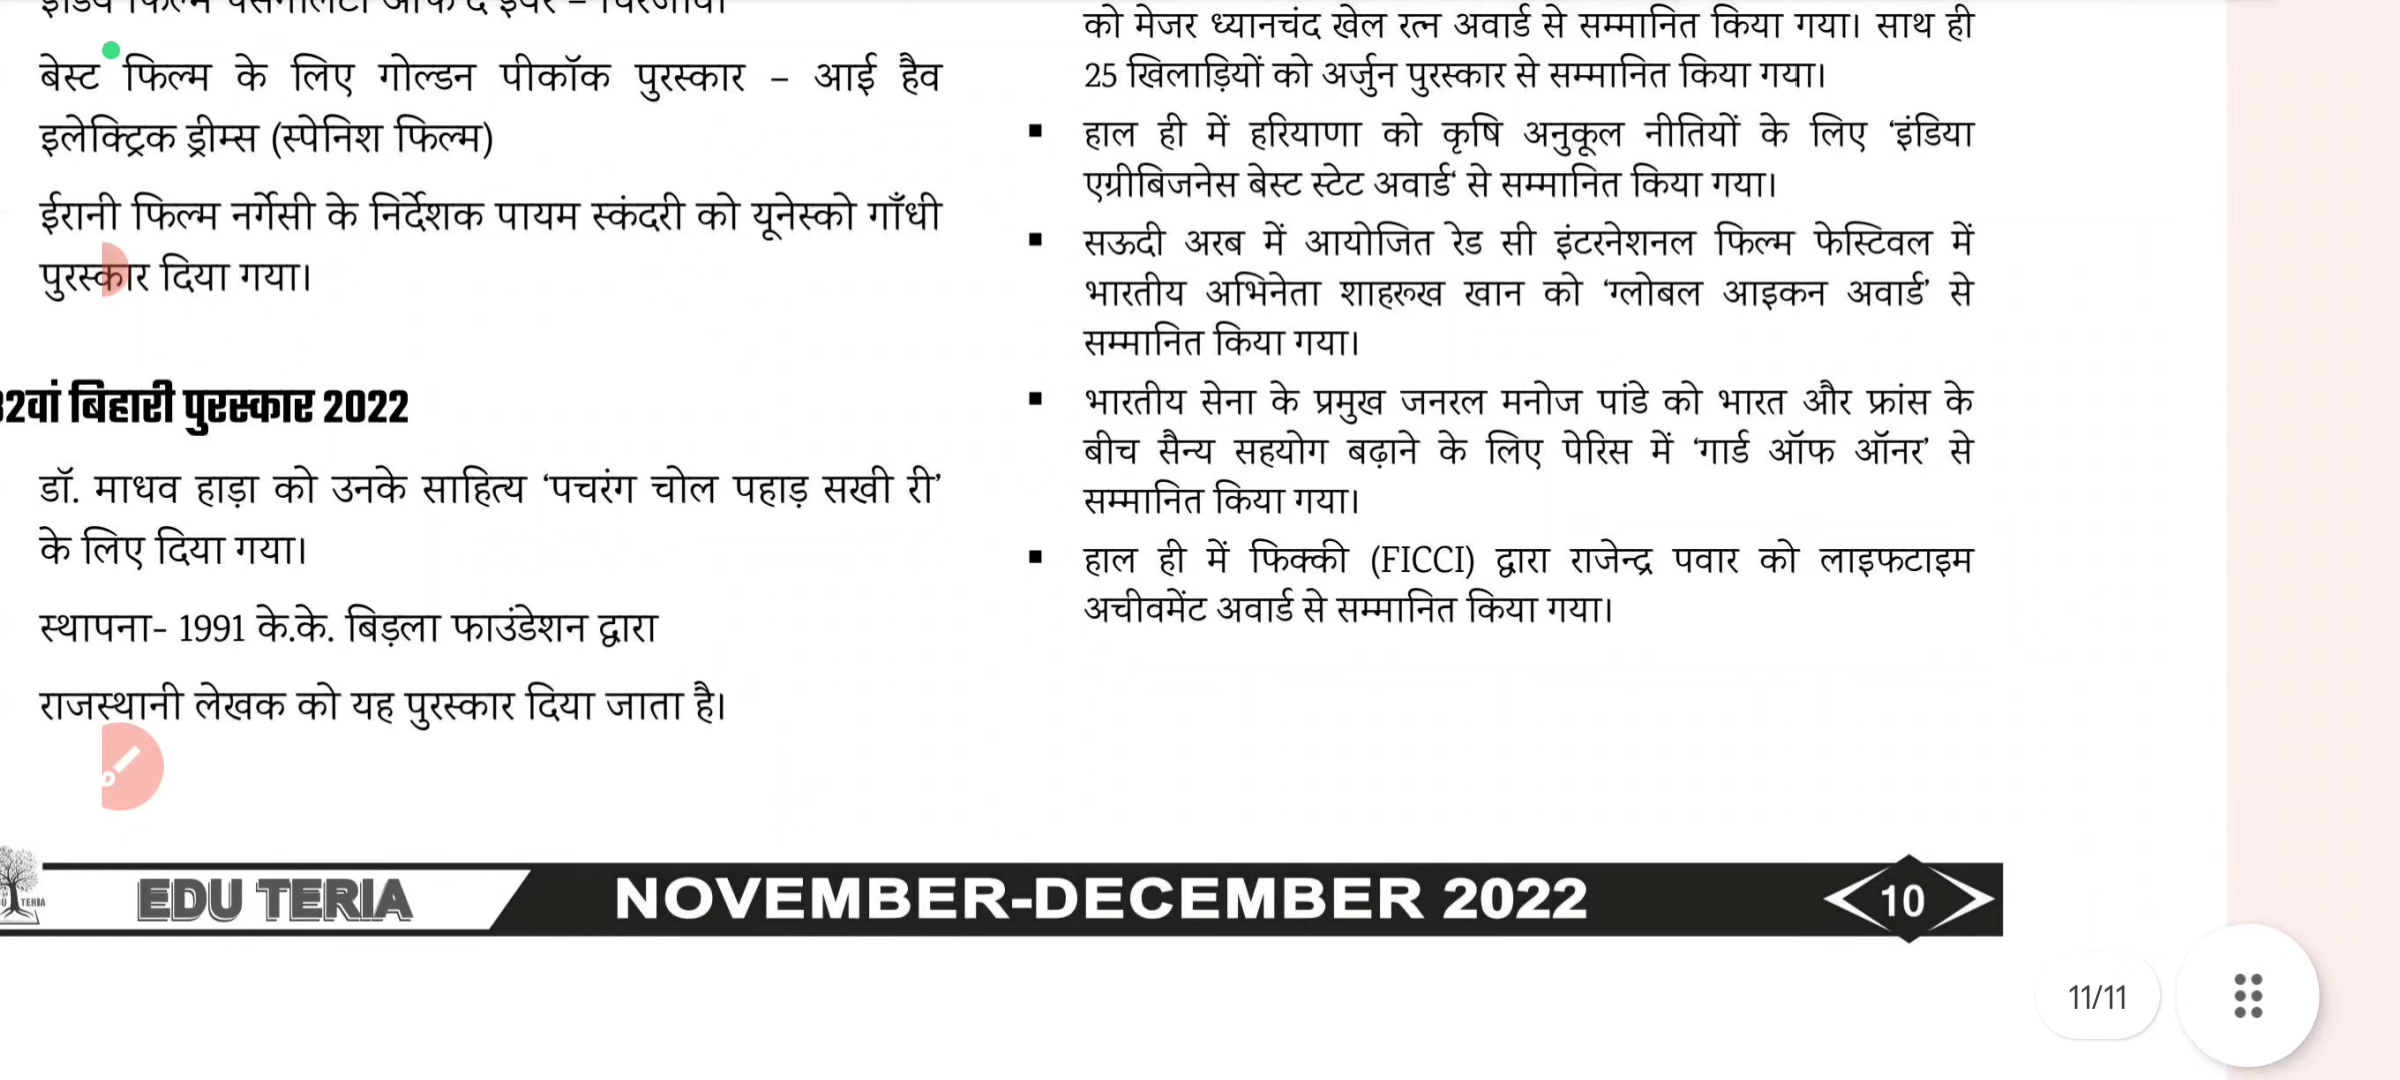 बेस्ट फिल्म के लिए गोल्डन पीकॉक पुरस्कार – आई हैव
इलेक्ट्रिक ड्रीम्स (स्पेनिश फिल्म)
ईरानी फिल्म नर्गेसी के निर्देशक पायम स्कंदरी को यूनेस्को गाँधी
पुरस्कार दिया गया।
32वां बिहारी पुरस्कार 2022
डॉ. माधव हाड़ा को उनके साहित्य ‘पचरंग चोल पहाड़ सखी री’
के लिए दिया गया।
स्थापना- 1991 के.के. बिड़ला फाउंडेशन द्वारा
राजस्थानी लेखक को यह पुरस्कार दिया जाता है।
को मेजर ध्यानचंद खेल रत्न अवार्ड से सम्मानित किया गया। साथ ही
25 खिलाड़ियों को अर्जुन पुरस्कार से सम्मानित किया गया।
▪ हाल ही में हरियाणा को कृषि अनुकूल नीतियों के लिए ‘इंडिया
एग्रीबिजनेस बेस्ट स्टेट अवार्ड‘ से सम्मानित किया गया।
▪ सऊदी अरब में आयोजित रेड सी इंटरनेशनल फिल्म फेस्टिवल में
भारतीय अभिनेता शाहरूख खान को ‘ग्लोबल आइकन अवार्ड’ से
सम्मानित किया गया।
▪ भारतीय सेना के प्रमुख जनरल मनोज पांडे को भारत और फ्रांस के
बीच सैन्य सहयोग बढ़ाने के लिए पेरिस में ‘गार्ड ऑफ ऑनर’ से
सम्मानित किया गया।
▪ हाल ही में फिक्की (FICCI) द्वारा राजेन्द्र पवार को लाइफटाइम
अचीवमेंट अवार्ड से सम्मानित किया गया।
EDU TERIA
NOVEMBER-DECEMBER 2022
10
11/11